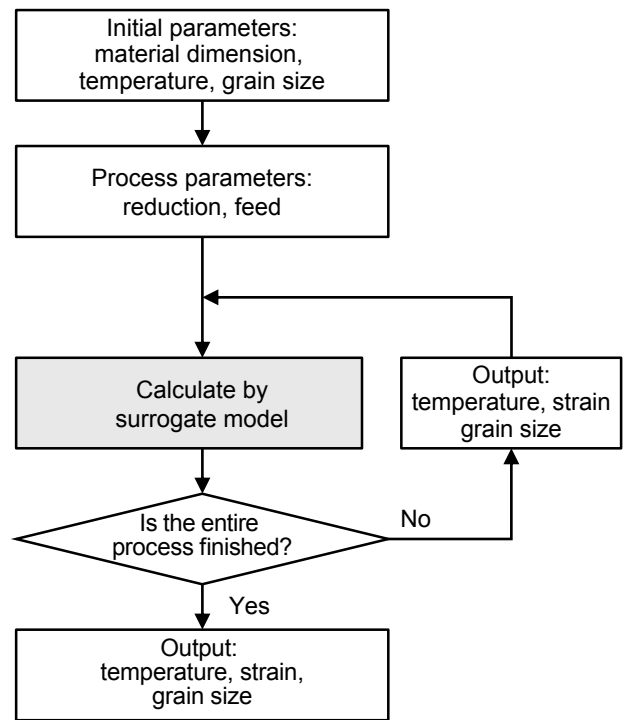 Initial parameters:
material dimension,
temperature, grain size
Process parameters:
reduction, feed
Calculate by
surrogate model
Output:
temperature, strain
grain size
Is the entire
process finished?
No
Yes
Output:
temperature, strain,
grain size